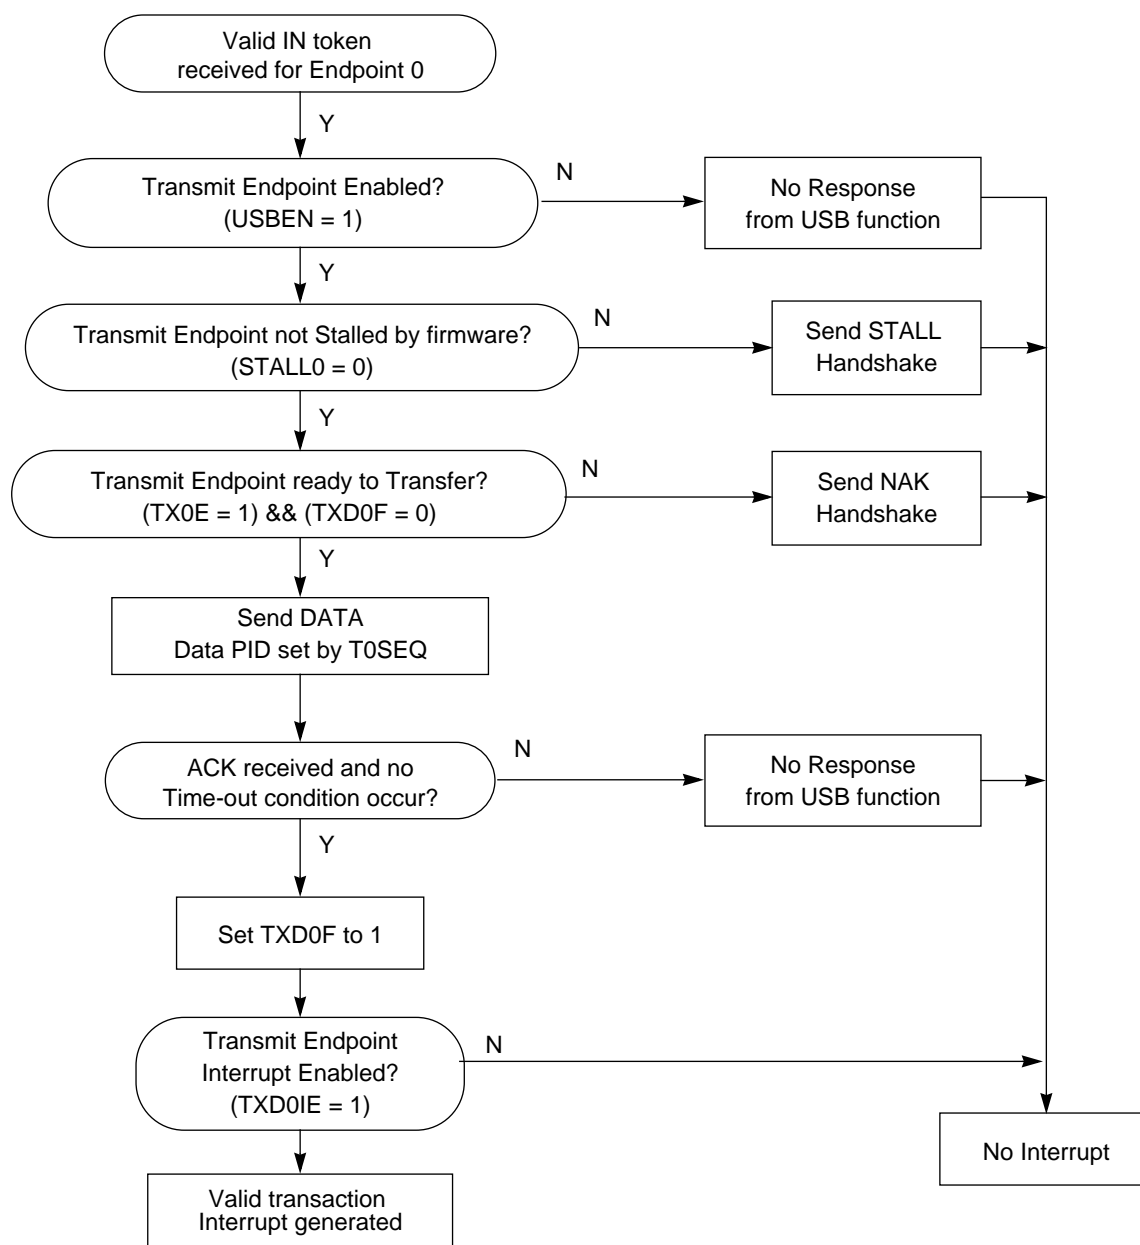 Valid IN token
received for Endpoint 0
Y
Transmit Endpoint Enabled?
(USBEN = 1)
N
No Response
from USB function
Y
Transmit Endpoint not Stalled by firmware?
(STALL0 = 0)
N
Send STALL
Handshake
Y
Transmit Endpoint ready to Transfer?
(TX0E = 1) && (TXD0F = 0)
N
Send NAK
Handshake
Y
Send DATA
Data PID set by T0SEQ
ACK received and no
Time-out condition occur?
N
No Response
from USB function
Y
Set TXD0F to 1
Transmit Endpoint
Interrupt Enabled?
(TXD0IE = 1)
N
No Interrupt
Valid transaction
Interrupt generated